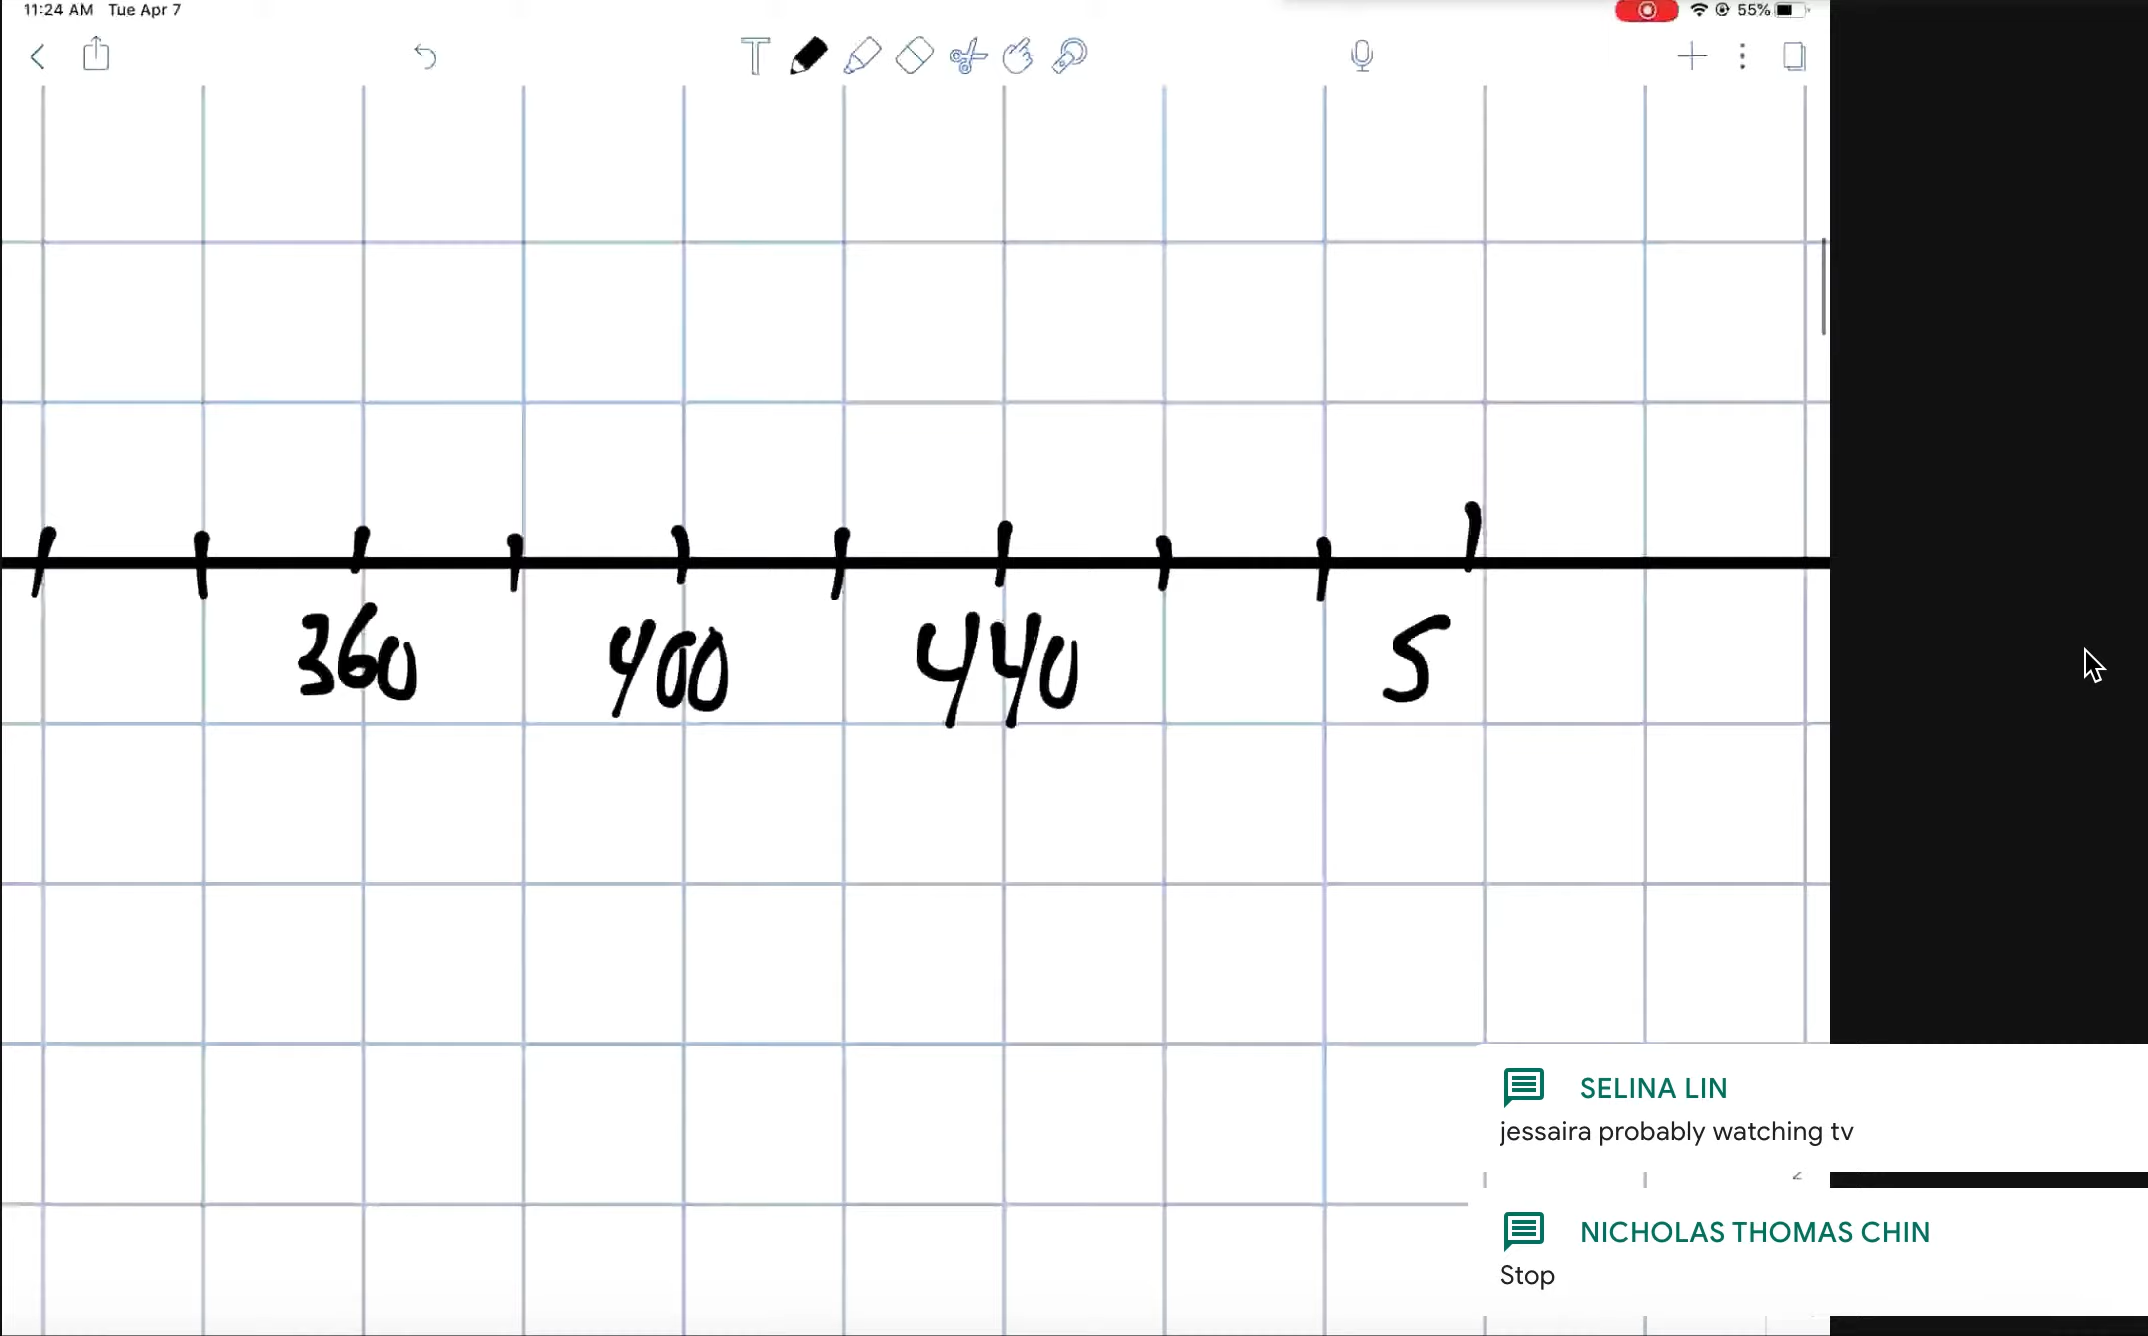 11:24 AM Tue Apr 7
55%
T
360 400 440 5
SELINA LIN
jessaira probably watching tv
NICHOLAS THOMAS CHIN
Stop